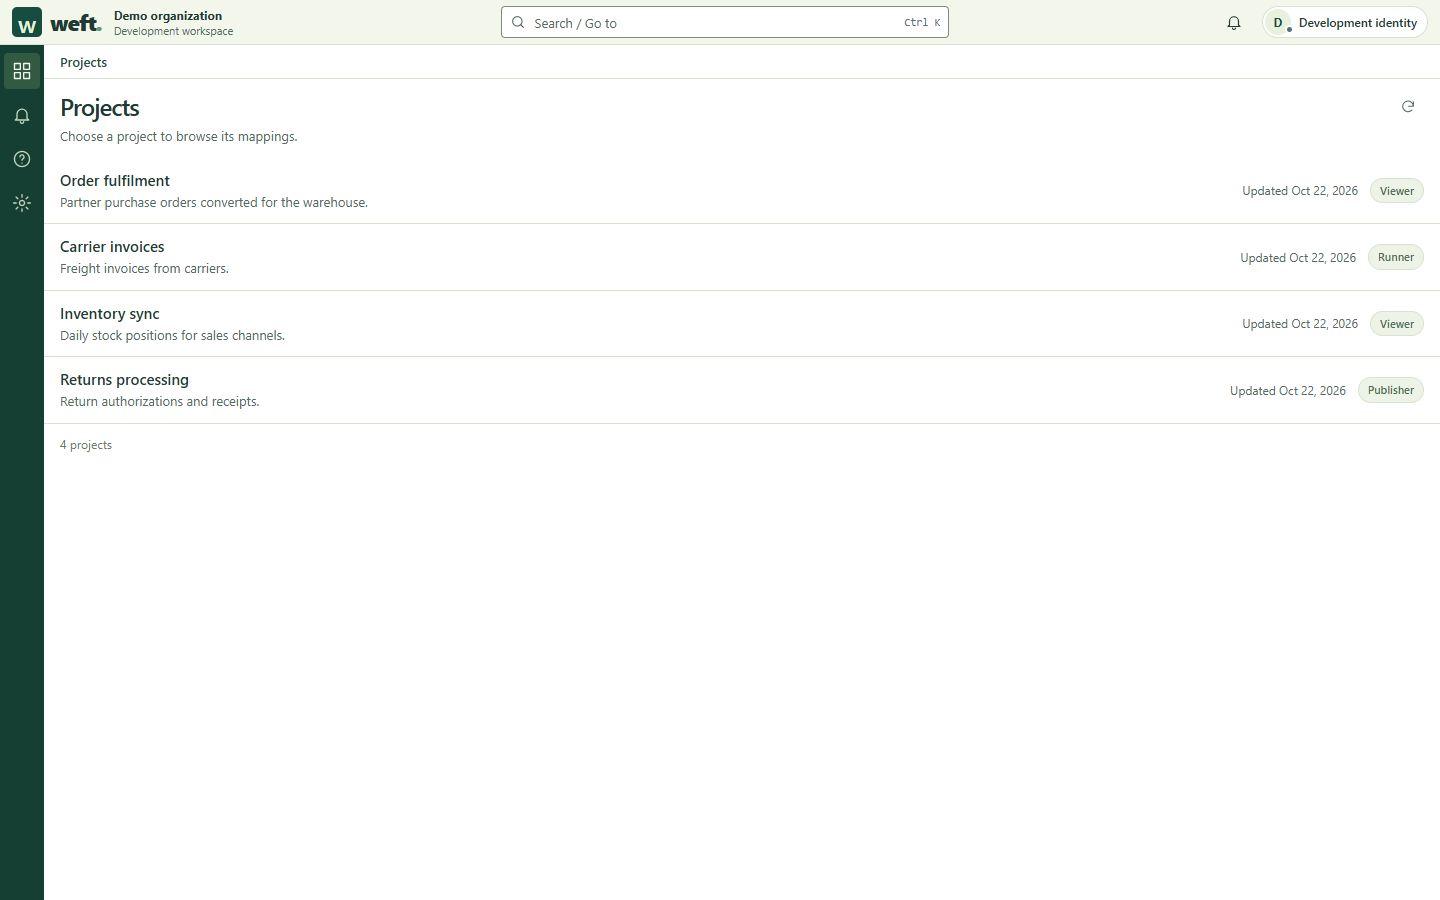 w weft.
Demo organization
Development workspace
Search / Go to
Ctrl K
D
Development identity
Projects
Projects
Choose a project to browse its mappings.
Order fulfilment
Partner purchase orders converted for the warehouse.
Updated Oct 22, 2026
Viewer
Carrier invoices
Freight invoices from carriers.
Updated Oct 22, 2026
Runner
Inventory sync
Daily stock positions for sales channels.
Updated Oct 22, 2026
Viewer
Returns processing
Return authorizations and receipts.
Updated Oct 22, 2026
Publisher
4 projects